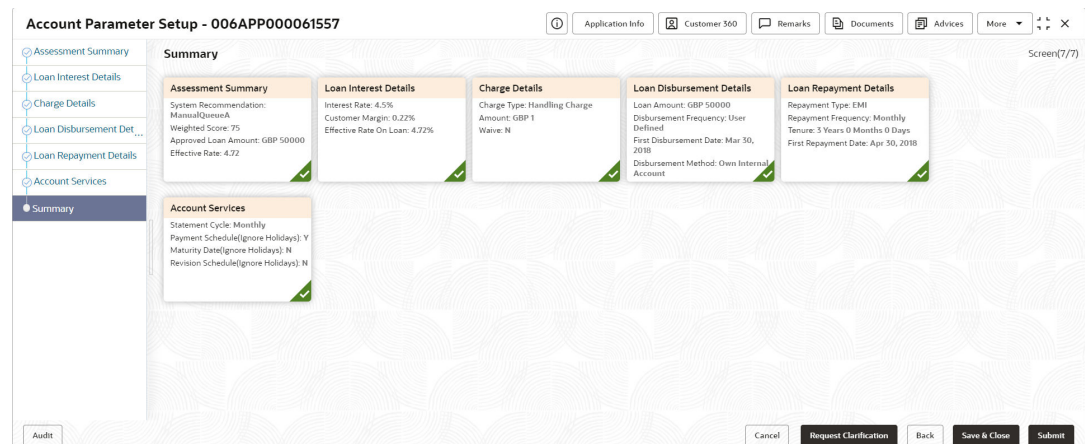 Account Parameter Setup - 006APP000061557
Application Info
Customer 360
Remarks
Documents
Advices
More
Assessment Summary
Loan Interest Details
Charge Details
Loan Disbursement Det...
Loan Repayment Details
Account Services
Summary
Summary
Screen(7/7)
Assessment Summary
System Recommendation:
ManualQueueA
Weighted Score: 75
Approved Loan Amount: GBP 50000
Effective Rate: 4.72
Loan Interest Details
Interest Rate: 4.5%
Customer Margin: 0.22%
Effective Rate On Loan: 4.72%
Charge Details
Charge Type: Handling Charge
Amount: GBP 1
Waive: N
Loan Disbursement Details
Loan Amount: GBP 50000
Disbursement Frequency: User
Defined
First Disbursement Date: Mar 30,
2018
Disbursement Method: Own Internal
Account
Loan Repayment Details
Repayment Type: EMI
Repayment Frequency: Monthly
Tenure: 3 Years 0 Months 0 Days
First Repayment Date: Apr 30, 2018
Account Services
Statement Cycle: Monthly
Payment Schedule(Ignore Holidays): Y
Maturity Date(Ignore Holidays): N
Revision Schedule(Ignore Holidays): N
Audit
Cancel
Request Clarification
Back
Save & Close
Submit